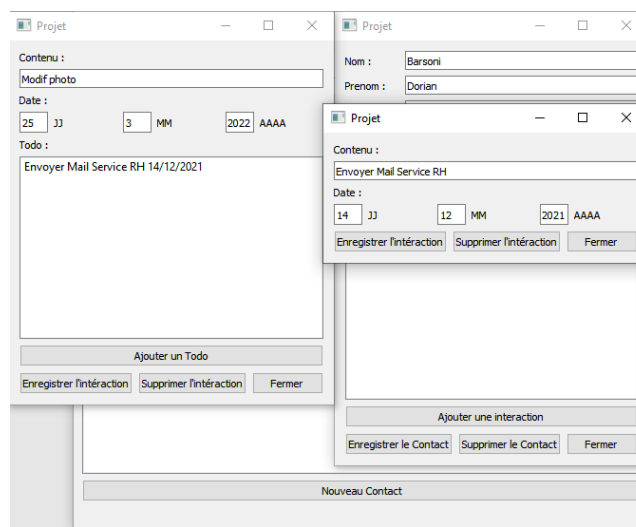 Projet
Contenu :
Modif photo
Date :
25 JJ 3 MM 2022 AAAA
Todo :
Envoyer Mail Service RH 14/12/2021
Ajouter un Todo
Enregistrer l'intéraction Supprimer l'intéraction Fermer
Projet
Nom : Barsoni
Prenom : Dorian
Projet
Contenu :
Envoyer Mail Service RH
Date :
14 JJ 12 MM 2021 AAAA
Enregistrer l'intéraction Supprimer l'intéraction Fermer
Ajouter une interaction
Enregistrer le Contact Supprimer le Contact Fermer
Nouveau Contact